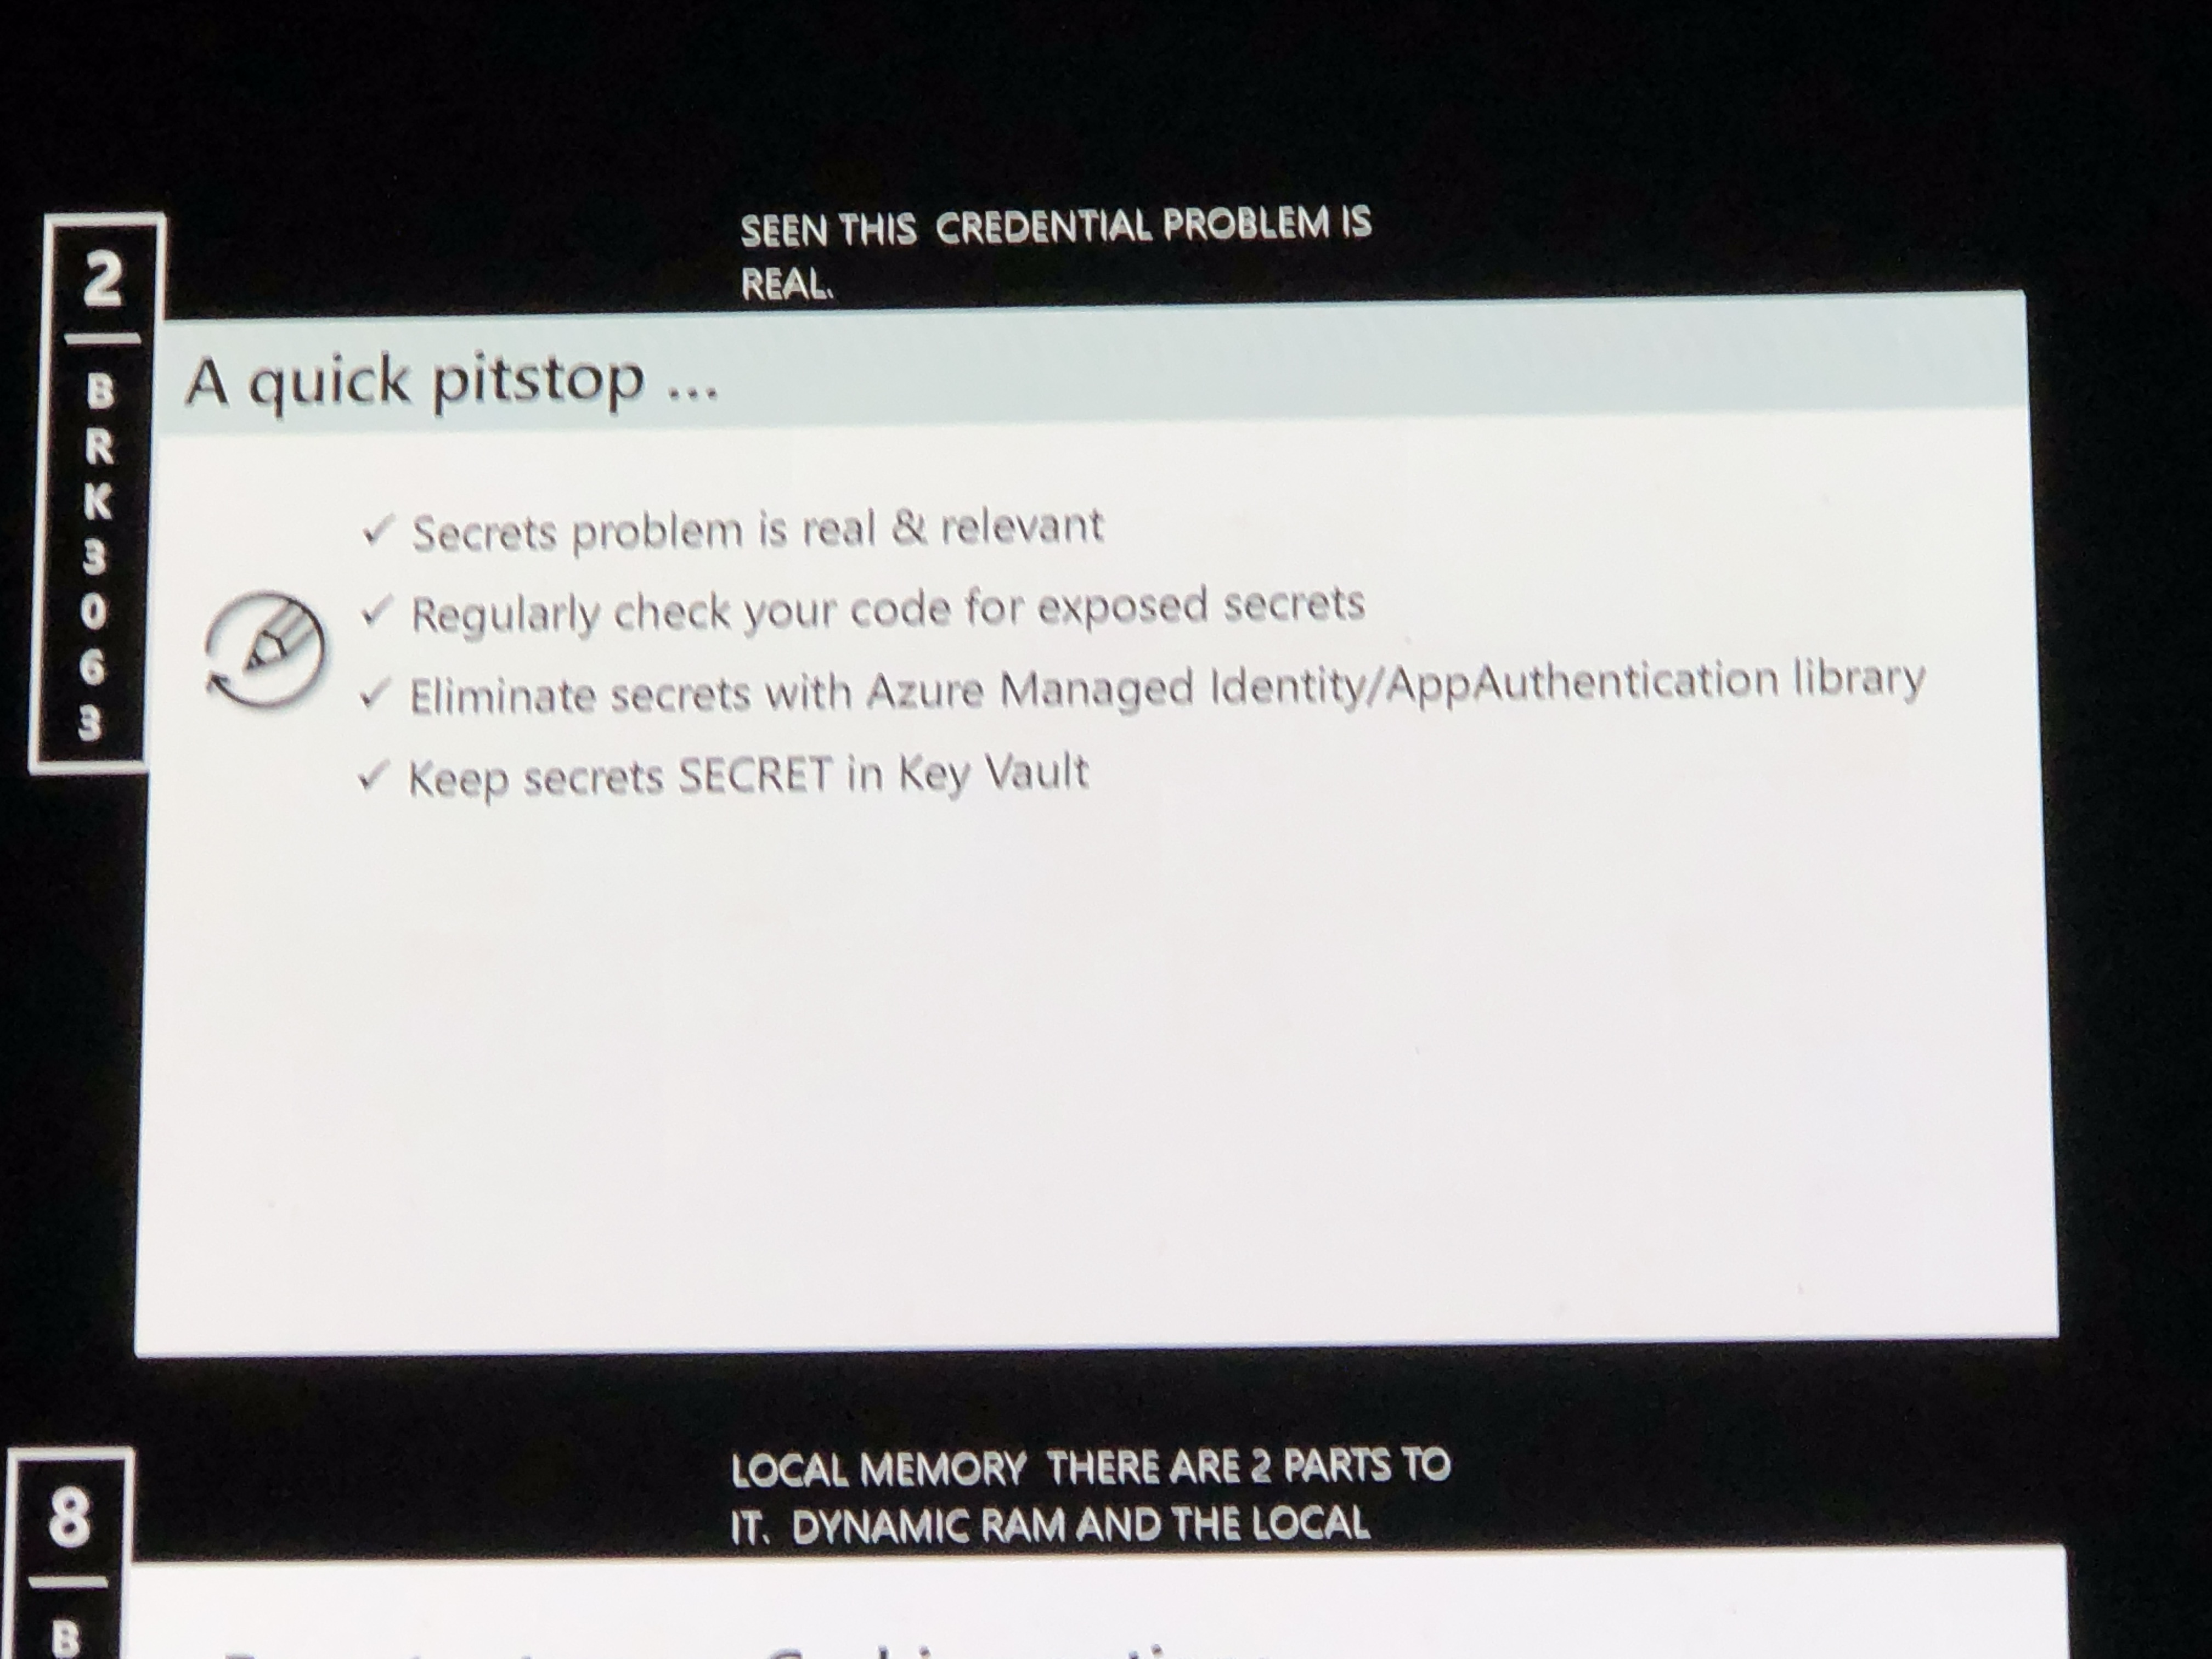 SEEN THIS CREDENTIAL PROBLEM IS
REAL.
2
BRK3063
A quick pitstop ...
✓ Secrets problem is real & relevant
✓ Regularly check your code for exposed secrets
✓ Eliminate secrets with Azure Managed Identity/AppAuthentication library
✓ Keep secrets SECRET in Key Vault
LOCAL MEMORY THERE ARE 2 PARTS TO
IT. DYNAMIC RAM AND THE LOCAL
8
B